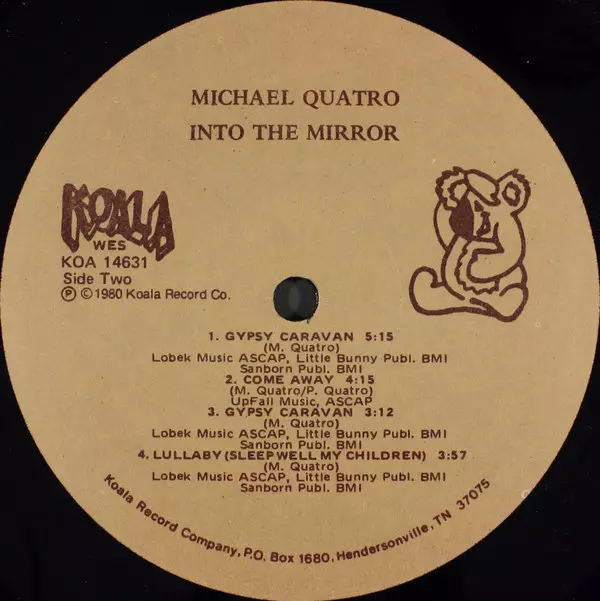 MICHAEL QUATRO
INTO THE MIRROR
KOALA
WES
KOA 14631
Side Two
Ⓟ © 1980 Koala Record Co.
1. GYPSY CARAVAN 5:15
(M. Quatro)
Lobek Music ASCAP, Little Bunny Publ. BMI
Sanborn Publ. BMI
2. COME AWAY 4:15
(M. Quatro/P. Quatro)
UpFall Music, ASCAP
3. GYPSY CARAVAN 3:12
(M. Quatro)
Lobek Music ASCAP, Little Bunny Publ. BMI
Sanborn Publ. BMI
4. LULLABY (SLEEP WELL MY CHILDREN) 3:57
(M. Quatro)
Lobek Music ASCAP, Little Bunny Publ. BMI
Sanborn Publ. BMI
Koala Record Company, P.O. Box 1680, Hendersonville, TN 37075